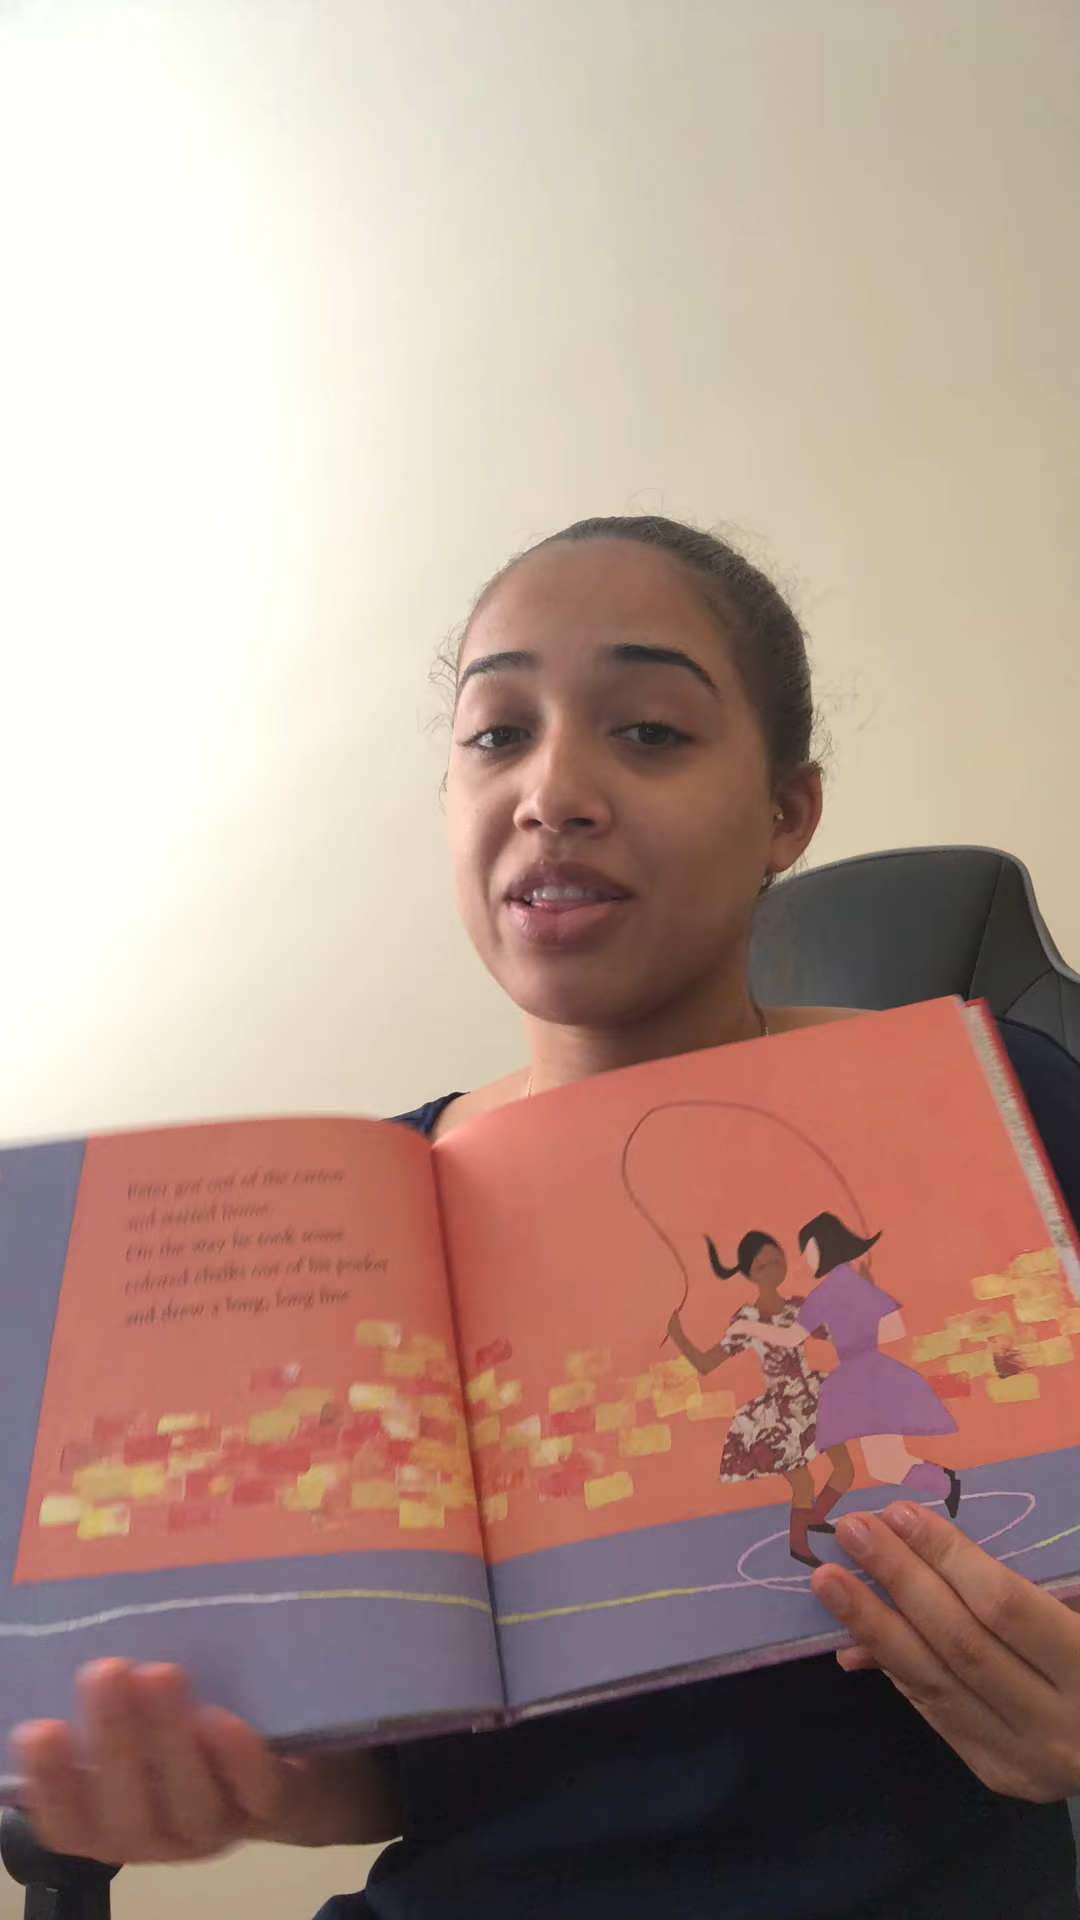 Peter got out of the carton
and started home.
On the way he took some
colored chalks out of his pocket
and drew a long, long line